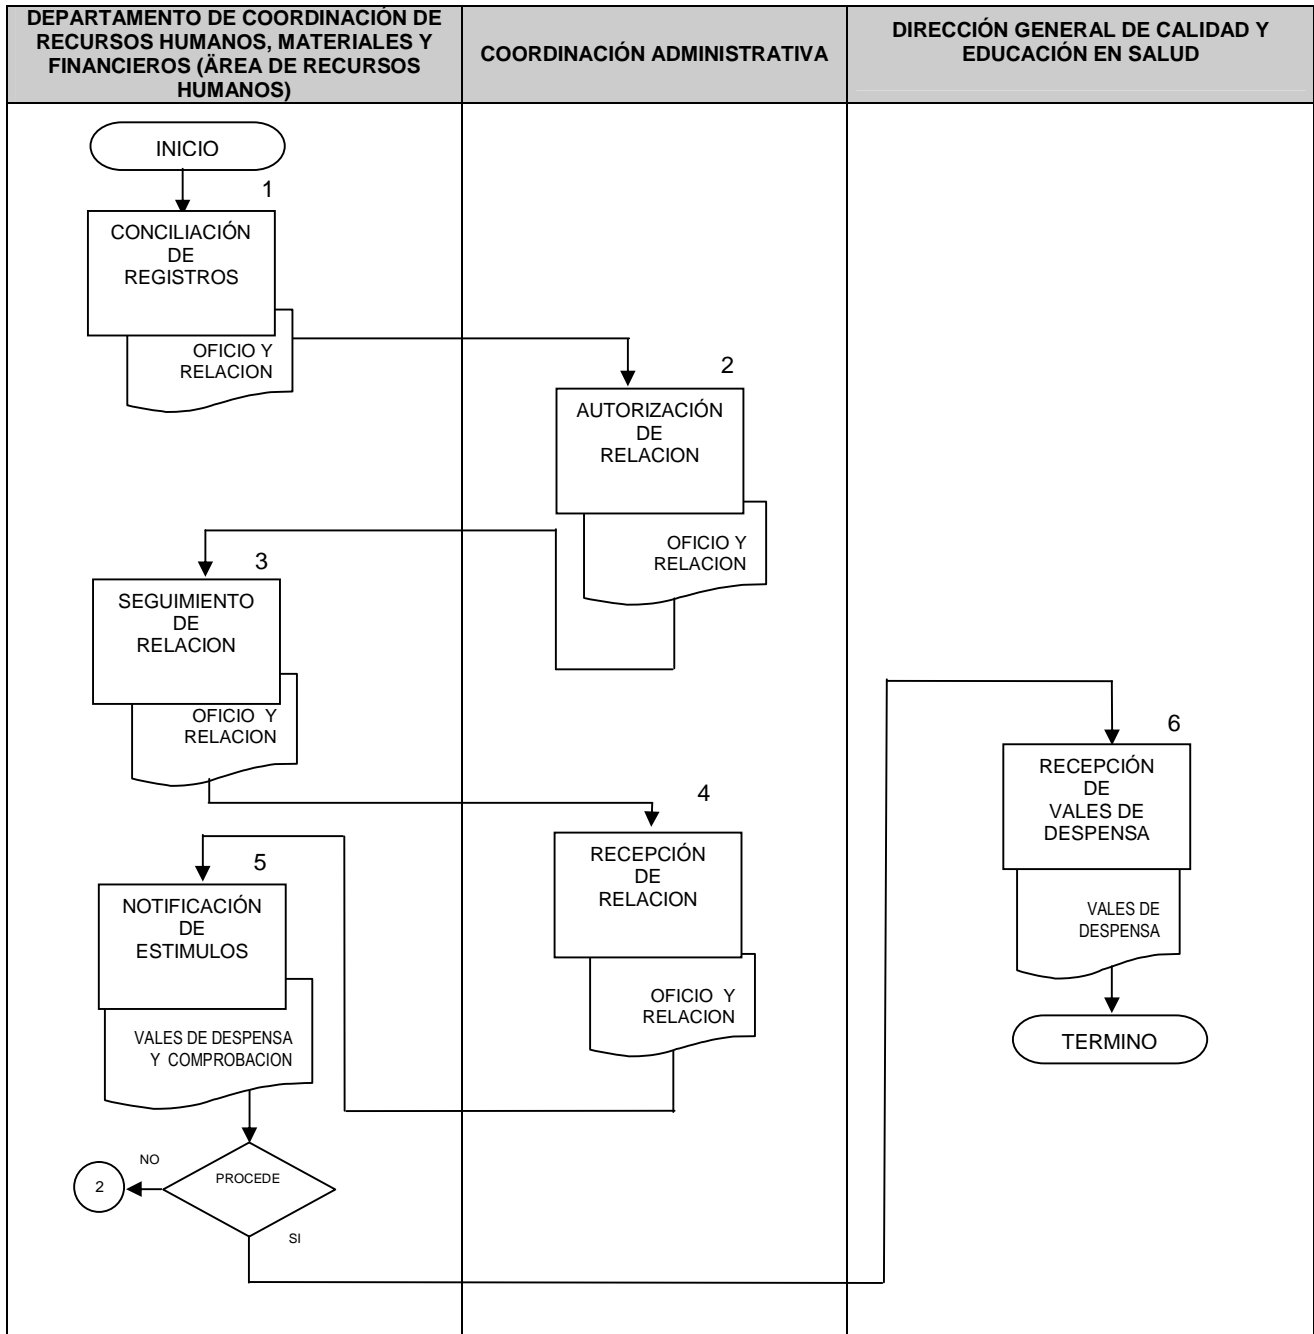 DEPARTAMENTO DE COORDINACIÓN DE
RECURSOS HUMANOS, MATERIALES Y
FINANCIEROS (ÄREA DE RECURSOS
HUMANOS)
COORDINACIÓN ADMINISTRATIVA
DIRECCIÓN GENERAL DE CALIDAD Y
EDUCACIÓN EN SALUD
INICIO
1
CONCILIACIÓN
DE
REGISTROS
OFICIO Y
RELACION
2
AUTORIZACIÓN
DE
RELACION
OFICIO Y
RELACION
3
SEGUIMIENTO
DE
RELACION
OFICIO Y
RELACION
4
RECEPCIÓN
DE
RELACION
OFICIO Y
RELACION
5
NOTIFICACIÓN
DE
ESTIMULOS
VALES DE DESPENSA
Y COMPROBACION
PROCEDE
NO
2
SI
6
RECEPCIÓN
DE
VALES DE
DESPENSA
VALES DE
DESPENSA
TERMINO